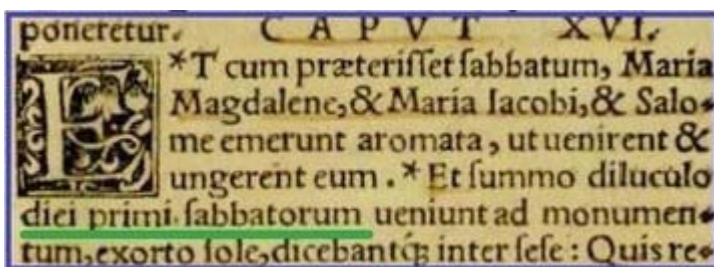 poneretur. CAPVT XVI.
E*T cum præteriſſet ſabbatum, Maria
Magdalene,& Maria Iacobi,& Salo-
me emerunt aromata, ut uenirent &
ungerent eum.* Et ſummo diluculo
diei primi ſabbatorum ueniunt ad monumen-
tum, exorto ſole, dicebantq́; inter ſeſe: Quis re-